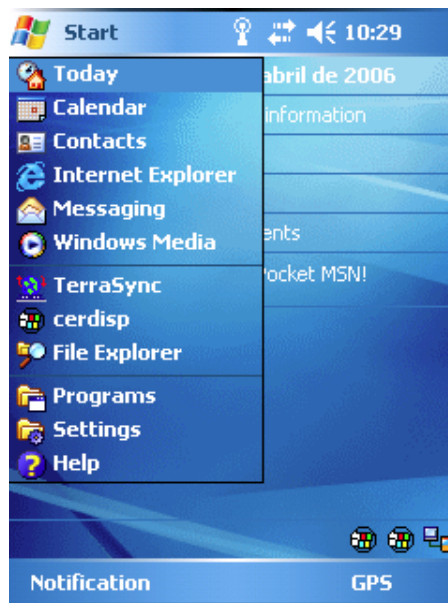 Start 10:29
Today
abril de 2006
Calendar
information
Contacts
Internet Explorer
Messaging
Windows Media
ents
TerraSync
ocket MSN!
cerdisp
File Explorer
Programs
Settings
Help
Notification GPS